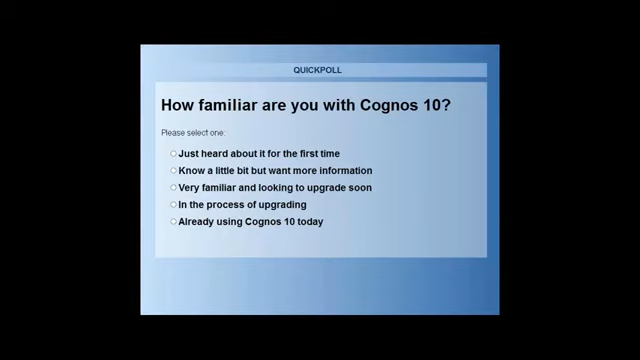 QUICKPOLL
How familiar are you with Cognos 10?
Please select one:
Just heard about it for the first time
Know a little bit but want more information
Very familiar and looking to upgrade soon
In the process of upgrading
Already using Cognos 10 today